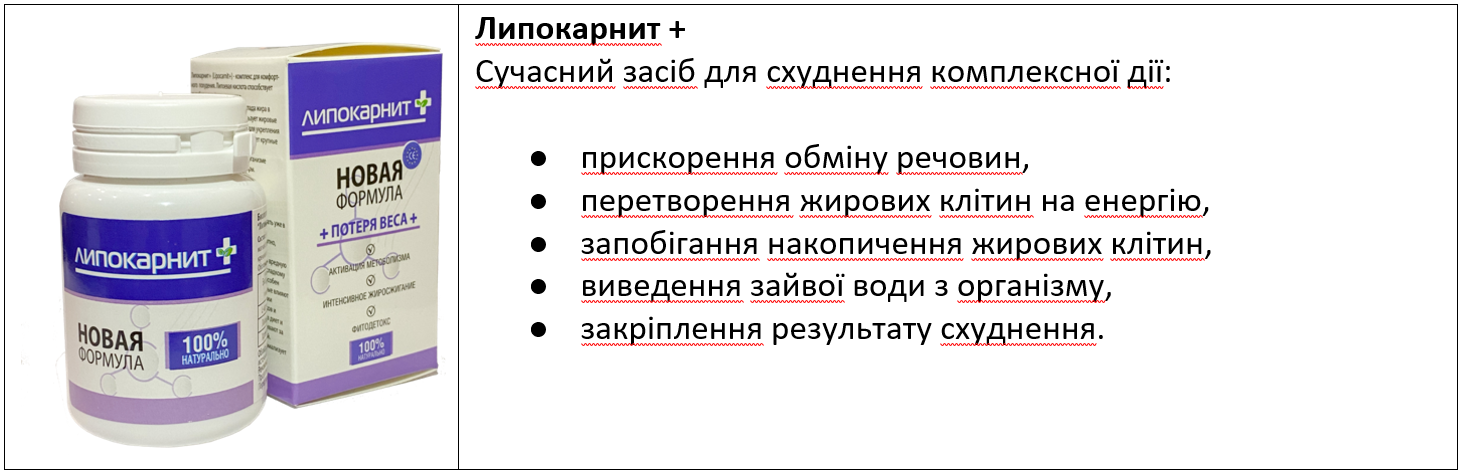 Липокарнит +
Сучасний засіб для схуднення комплексної дії:
● прискорення обміну речовин,
● перетворення жирових клітин на енергію,
● запобігання накопичення жирових клітин,
● виведення зайвої води з організму,
● закріплення результату схуднення.
липокарнит+
НОВАЯ
ФОРМУЛА
+ ПОТЕРЯ ВЕСА +
АКТИВАЦИЯ МЕТОБОЛИЗМА
ИНТЕНСИВНОЕ ЖИРОСЖИГАНИЕ
ФИТОДЕТОКС
100%
НАТУРАЛЬНО
липокарнит+
НОВАЯ
ФОРМУЛА
100%
НАТУРАЛЬНО